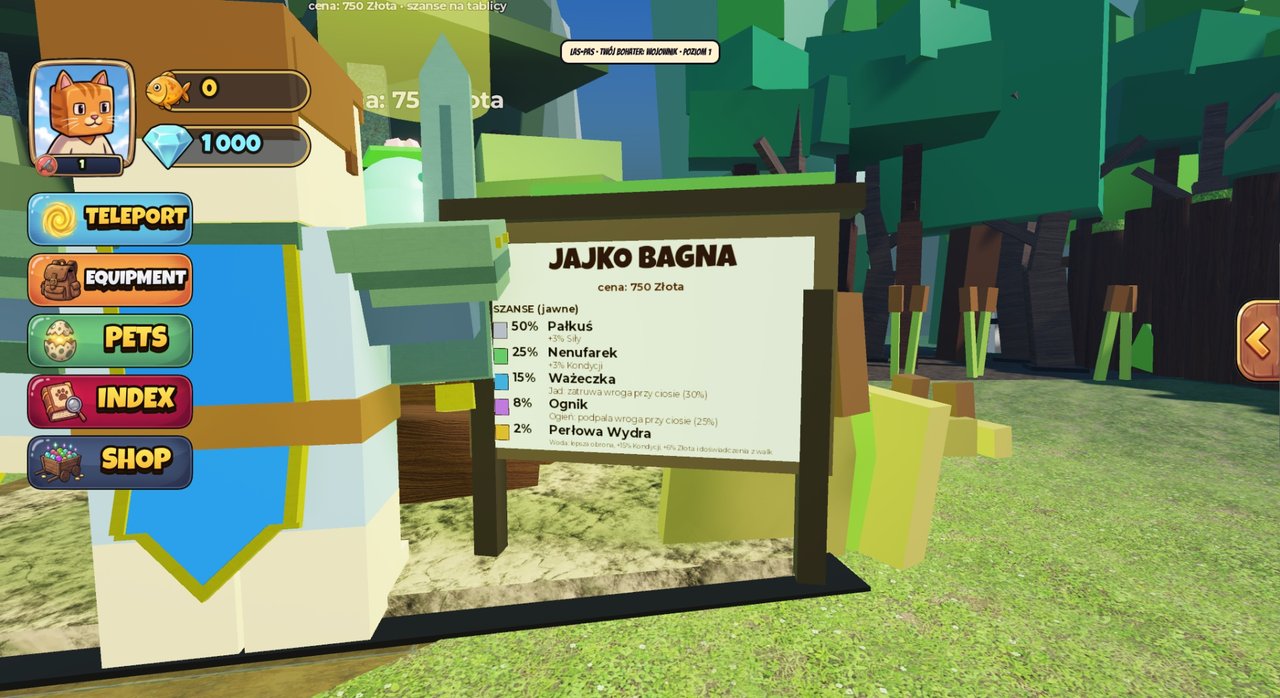 cena: 750 Złota · szanse na tablicy
LAS-PAS · TWÓJ BOHATER: WOJOWNIK · POZIOM 1
0
a: 75 ota
1000
1
TELEPORT
EQUIPMENT
PETS
INDEX
SHOP
JAJKO BAGNA
cena: 750 Złota
SZANSE (jawne)
50% Pałkuś
+3% Siły
25% Nenufarek
+3% Kondycji
15% Ważeczka
Jad: zatruwa wroga przy ciosie (30%)
8% Ognik
Ogień: podpala wroga przy ciosie (25%)
2% Perłowa Wydra
Woda: lepsza obrona, +15% Kondycji, +6% Złota i doświadczenia z walk